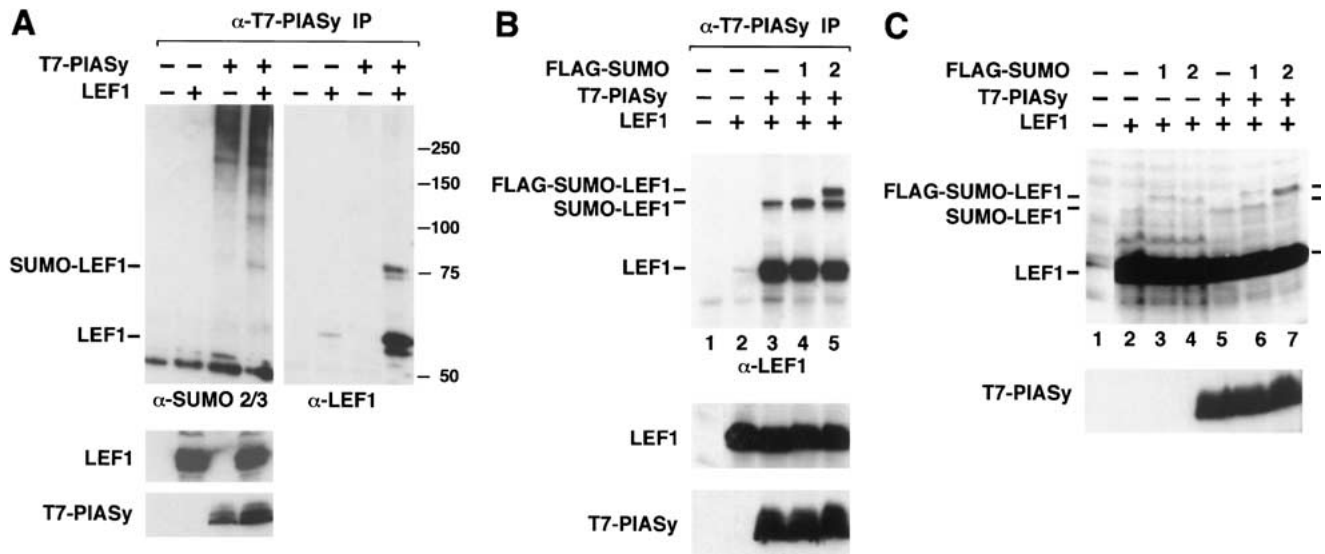 A
α-T7-PIASy IP
T7-PIASy – – + + – – + +
LEF1 – + – + – + – +
–250
–150
–100
SUMO-LEF1– –75
LEF1–
– 50
α-SUMO 2/3 α-LEF1
LEF1
T7-PIASy
B
α-T7-PIASy IP
FLAG-SUMO – – – 1 2
T7-PIASy – – + + +
LEF1 – + + + +
FLAG-SUMO-LEF1–
SUMO-LEF1–
LEF1–
1 2 3 4 5
α-LEF1
LEF1
T7-PIASy
C
FLAG-SUMO – – 1 2 – 1 2
T7-PIASy – – – – + + +
LEF1 – + + + + + +
FLAG-SUMO-LEF1–
SUMO-LEF1–
LEF1–
1 2 3 4 5 6 7
T7-PIASy